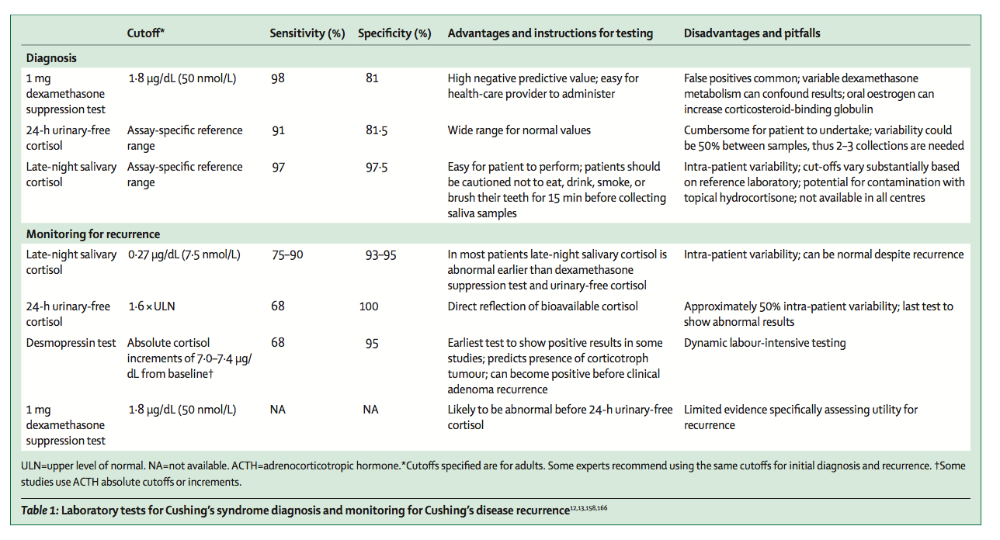 Cutoff* Sensitivity (%) Specificity (%) Advantages and instructions for testing Disadvantages and pitfalls
Diagnosis
1 mg 1·8 μg/dL (50 nmol/L) 98 81 High negative predictive value; easy for False positives common; variable dexamethasone
dexamethasone health-care provider to administer metabolism can confound results; oral oestrogen can
suppression test increase corticosteroid-binding globulin
24-h urinary-free Assay-specific reference 91 81·5 Wide range for normal values Cumbersome for patient to undertake; variability could
cortisol range be 50% between samples, thus 2–3 collections are needed
Late-night salivary Assay-specific reference 97 97·5 Easy for patient to perform; patients should Intra-patient variability; cut-offs vary substantially based
cortisol range be cautioned not to eat, drink, smoke, or on reference laboratory; potential for contamination with
brush their teeth for 15 min before collecting topical hydrocortisone; not available in all centres
saliva samples
Monitoring for recurrence
Late-night salivary 0·27 μg/dL (7·5 nmol/L) 75–90 93–95 In most patients late-night salivary cortisol is Intra-patient variability; can be normal despite recurrence
cortisol abnormal earlier than dexamethasone
suppression test and urinary-free cortisol
24-h urinary-free 1·6 × ULN 68 100 Direct reflection of bioavailable cortisol Approximately 50% intra-patient variability; last test to
cortisol show abnormal results
Desmopressin test Absolute cortisol 68 95 Earliest test to show positive results in some Dynamic labour-intensive testing
increments of 7·0–7·4 μg/ studies; predicts presence of corticotroph
dL from baseline† tumour; can become positive before clinical
adenoma recurrence
1 mg 1·8 μg/dL (50 nmol/L) NA NA Likely to be abnormal before 24-h urinary-free Limited evidence specifically assessing utility for
dexamethasone cortisol recurrence
suppression test
ULN=upper level of normal. NA=not available. ACTH=adrenocorticotropic hormone.*Cutoffs specified are for adults. Some experts recommend using the same cutoffs for initial diagnosis and recurrence. †Some
studies use ACTH absolute cutoffs or increments.
Table 1: Laboratory tests for Cushing’s syndrome diagnosis and monitoring for Cushing’s disease recurrence12,13,158,166